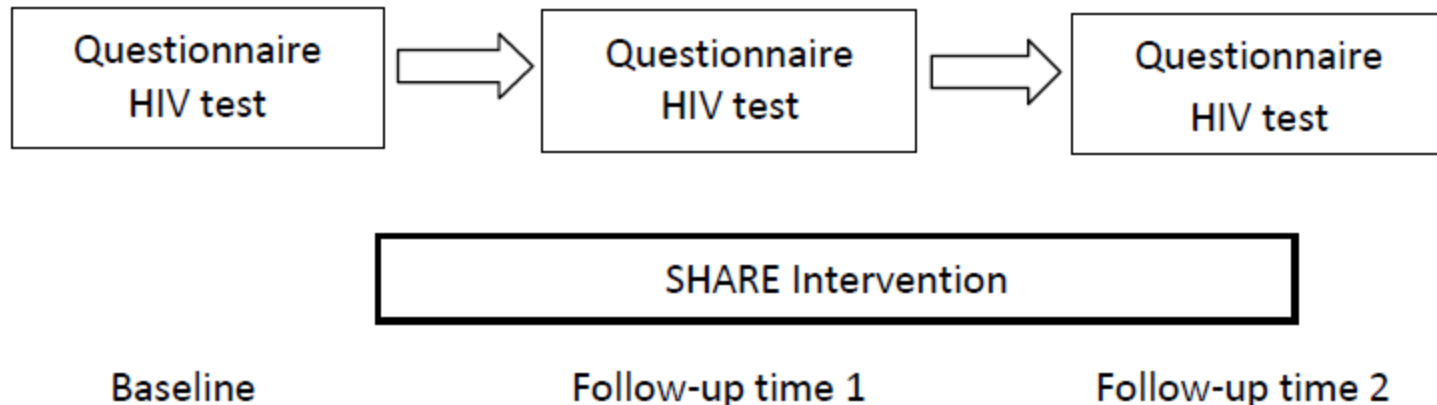 Questionnaire
HIV test
Questionnaire
HIV test
Questionnaire
HIV test
SHARE Intervention
Baseline
Follow-up time 1
Follow-up time 2